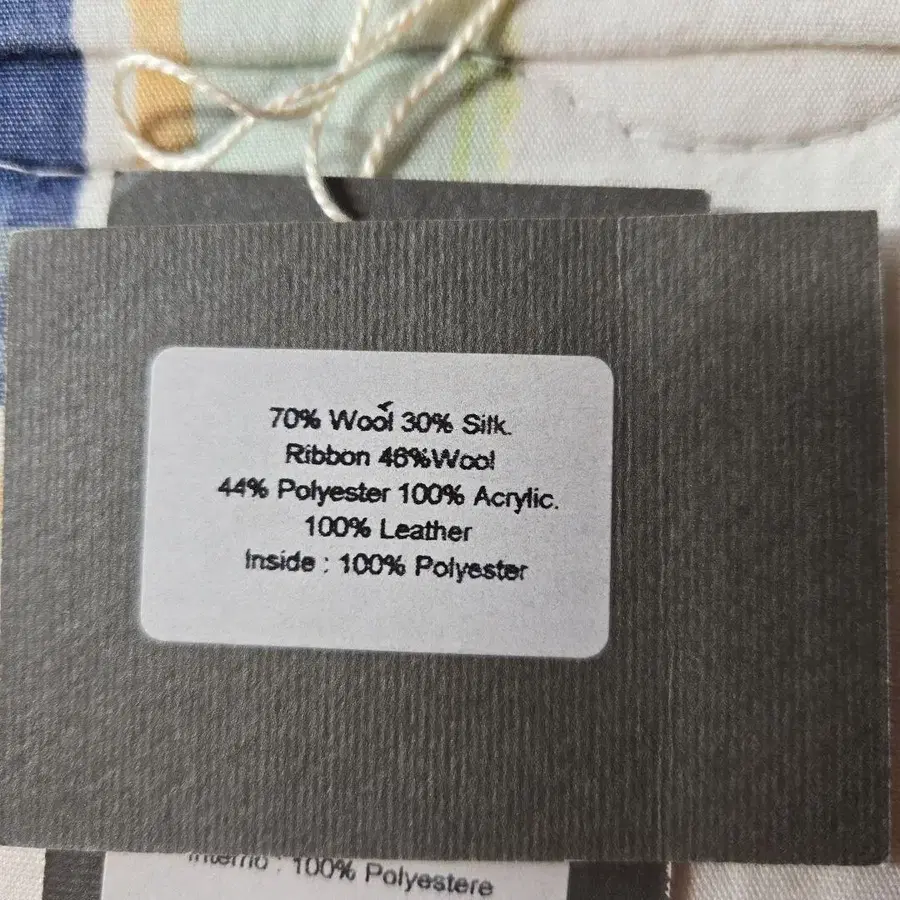 70% Wool 30% Silk.
Ribbon 46%Wool
44% Polyester 100% Acrylic.
100% Leather
Inside : 100% Polyester
Interno : 100% Polyestere